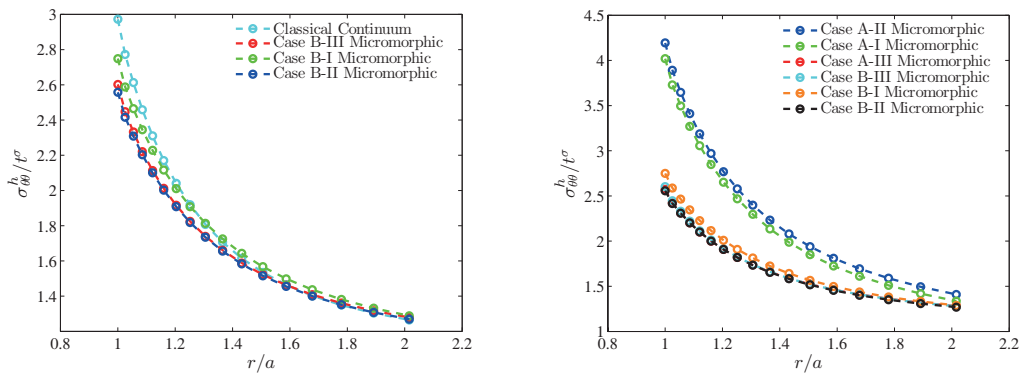 3
2.8
2.6
2.4
2.2
2
1.8
1.6
1.4
0.8
1
1.2
1.4
1.6
1.8
2
2.2
σ^h_θθ/t^σ
r/a
Classical Continuum
Case B-III Micromorphic
Case B-I Micromorphic
Case B-II Micromorphic
4.5
4
3.5
3
2.5
2
1.5
1
0.8
1
1.2
1.4
1.6
1.8
2
2.2
σ^h_θθ/t^σ
r/a
Case A-II Micromorphic
Case A-I Micromorphic
Case A-III Micromorphic
Case B-III Micromorphic
Case B-I Micromorphic
Case B-II Micromorphic